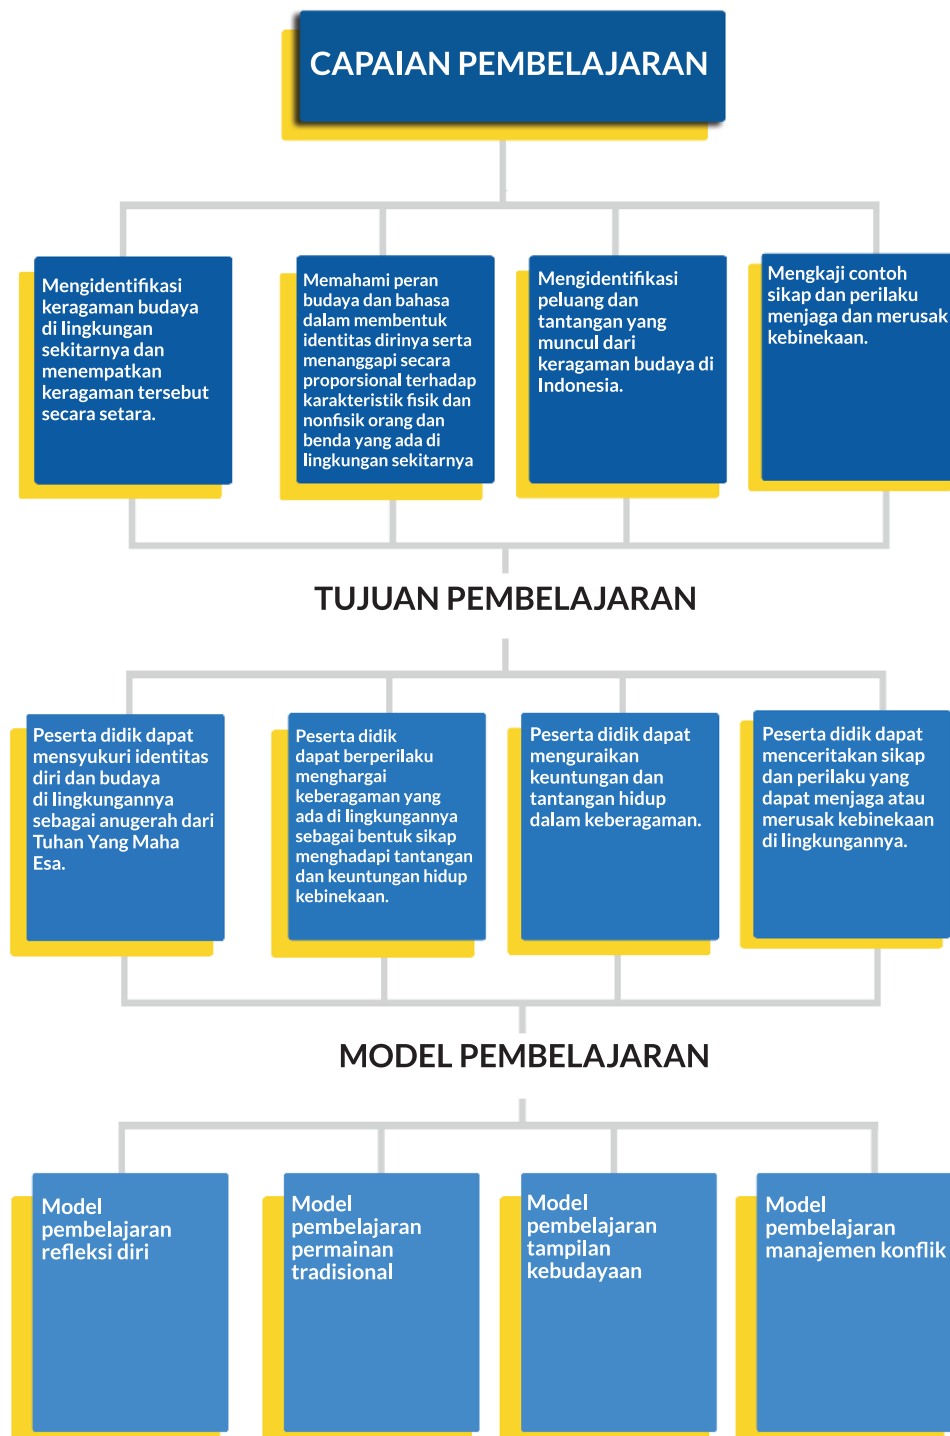 CAPAIAN PEMBELAJARAN
Mengidentifikasi
keragaman budaya
di lingkungan
sekitarnya dan
menempatkan
keragaman tersebut
secara setara.
Memahami peran
budaya dan bahasa
dalam membentuk
identitas dirinya serta
menanggapi secara
proporsional terhadap
karakteristik fisik dan
nonfisik orang dan
benda yang ada di
lingkungan sekitarnya
Mengidentifikasi
peluang dan
tantangan yang
muncul dari
keragaman budaya di
Indonesia.
Mengkaji contoh
sikap dan perilaku
menjaga dan merusak
kebinekaan.
TUJUAN PEMBELAJARAN
Peserta didik dapat
mensyukuri identitas
diri dan budaya
di lingkungannya
sebagai anugerah dari
Tuhan Yang Maha
Esa.
Peserta didik
dapat berperilaku
menghargai
keberagaman yang
ada di lingkungannya
sebagai bentuk sikap
menghadapi tantangan
dan keuntungan hidup
kebinekaan.
Peserta didik dapat
menguraikan
keuntungan dan
tantangan hidup
dalam keberagaman.
Peserta didik dapat
menceritakan sikap
dan perilaku yang
dapat menjaga atau
merusak kebinekaan
di lingkungannya.
MODEL PEMBELAJARAN
Model
pembelajaran
refleksi diri
Model
pembelajaran
permainan
tradisional
Model
pembelajaran
tampilan
kebudayaan
Model
pembelajaran
manajemen konflik